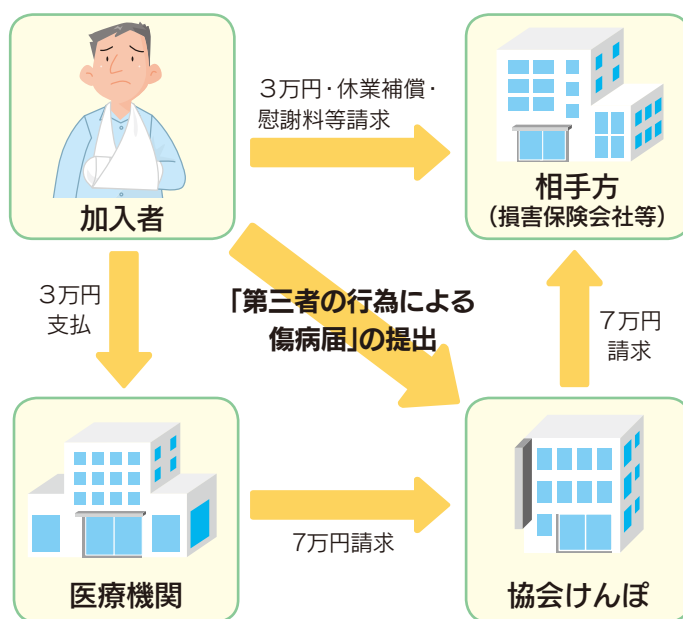 加入者
3万円・休業補償・
慰謝料等請求
相手方
(損害保険会社等)
3万円
支払
「第三者の行為による
傷病届」の提出
7万円
請求
医療機関
7万円請求
協会けんぽ